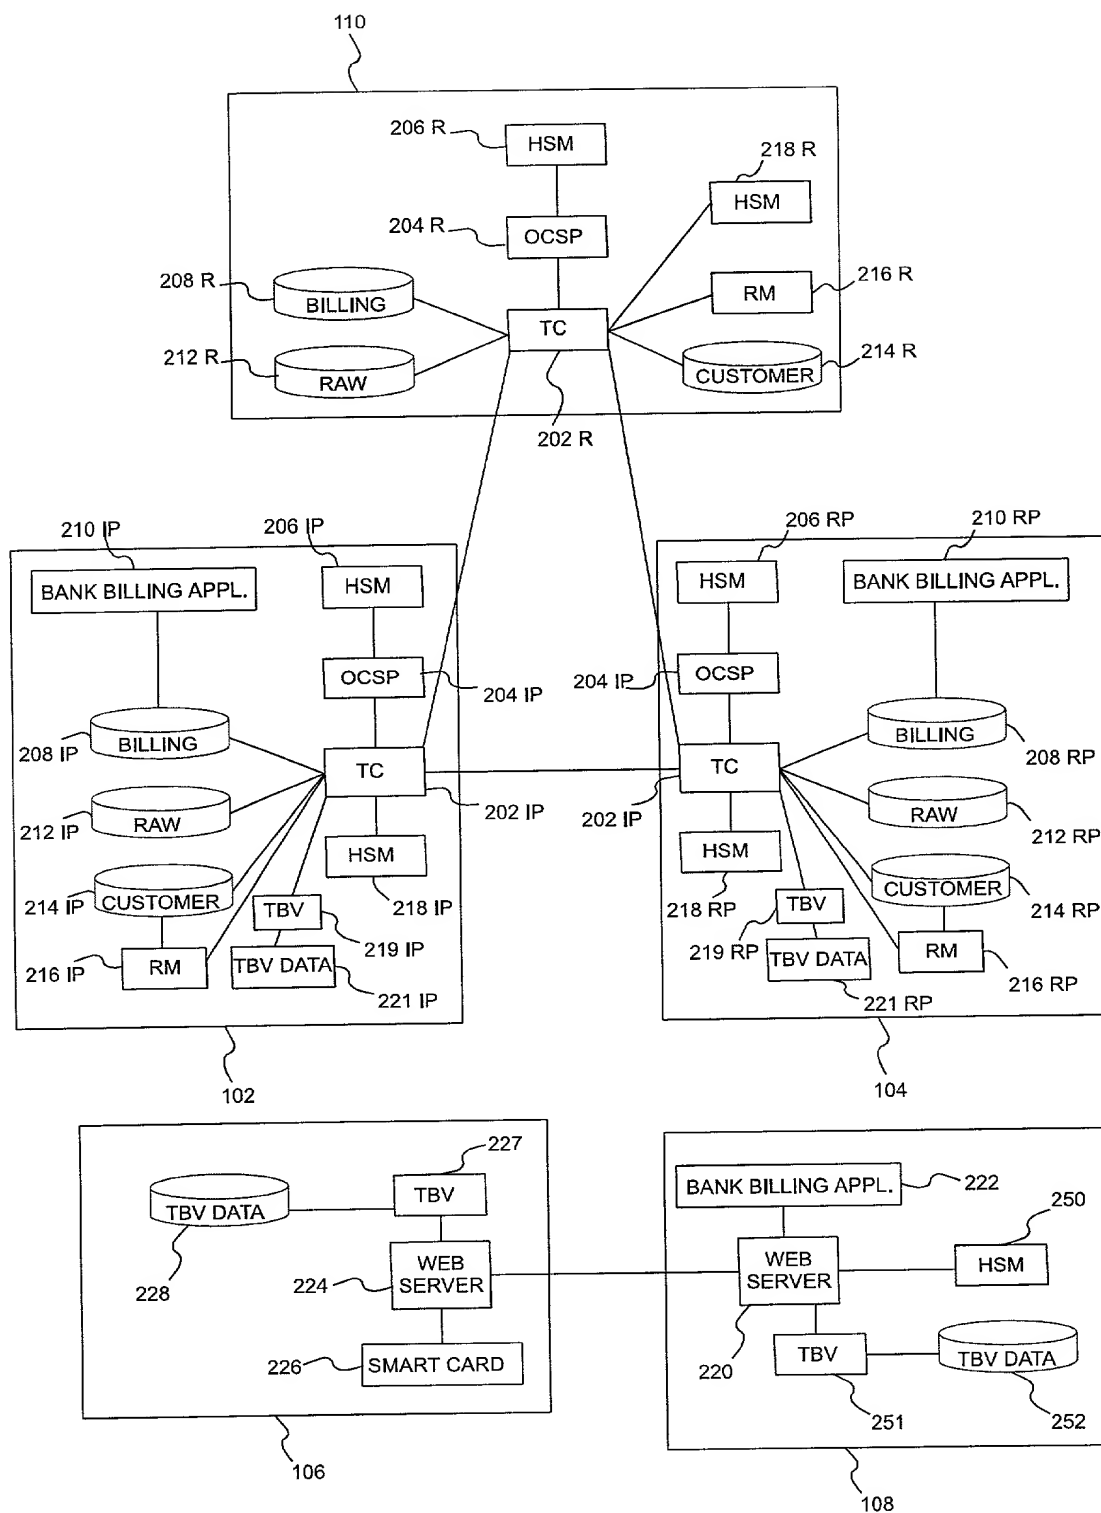 110
206 R
HSM
218 R
HSM
204 R
OCSP
208 R
BILLING
RM
216 R
TC
212 R
RAW
CUSTOMER
214 R
202 R
210 IP
206 IP
BANK BILLING APPL.
HSM
OCSP
204 IP
208 IP
BILLING
TC
202 IP
212 IP
RAW
HSM
218 IP
214 IP
CUSTOMER
TBV
219 IP
216 IP
RM
TBV DATA
221 IP
102
206 RP
210 RP
HSM
BANK BILLING APPL.
204 IP
OCSP
BILLING
208 RP
TC
202 IP
RAW
212 RP
HSM
218 RP
CUSTOMER
214 RP
TBV
219 RP
RM
216 RP
TBV DATA
221 RP
104
227
TBV
TBV DATA
228
WEB
SERVER
224
226
SMART CARD
106
BANK BILLING APPL.
222
250
WEB
SERVER
HSM
220
TBV
TBV DATA
251
252
108